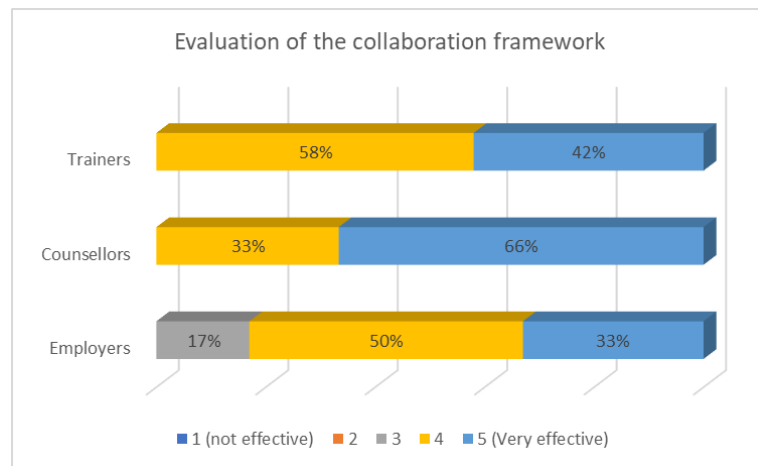 Evaluation of the collaboration framework
Trainers
58%
42%
Counsellors
33%
66%
Employers
17%
50%
33%
1 (not effective)
2
3
4
5 (Very effective)